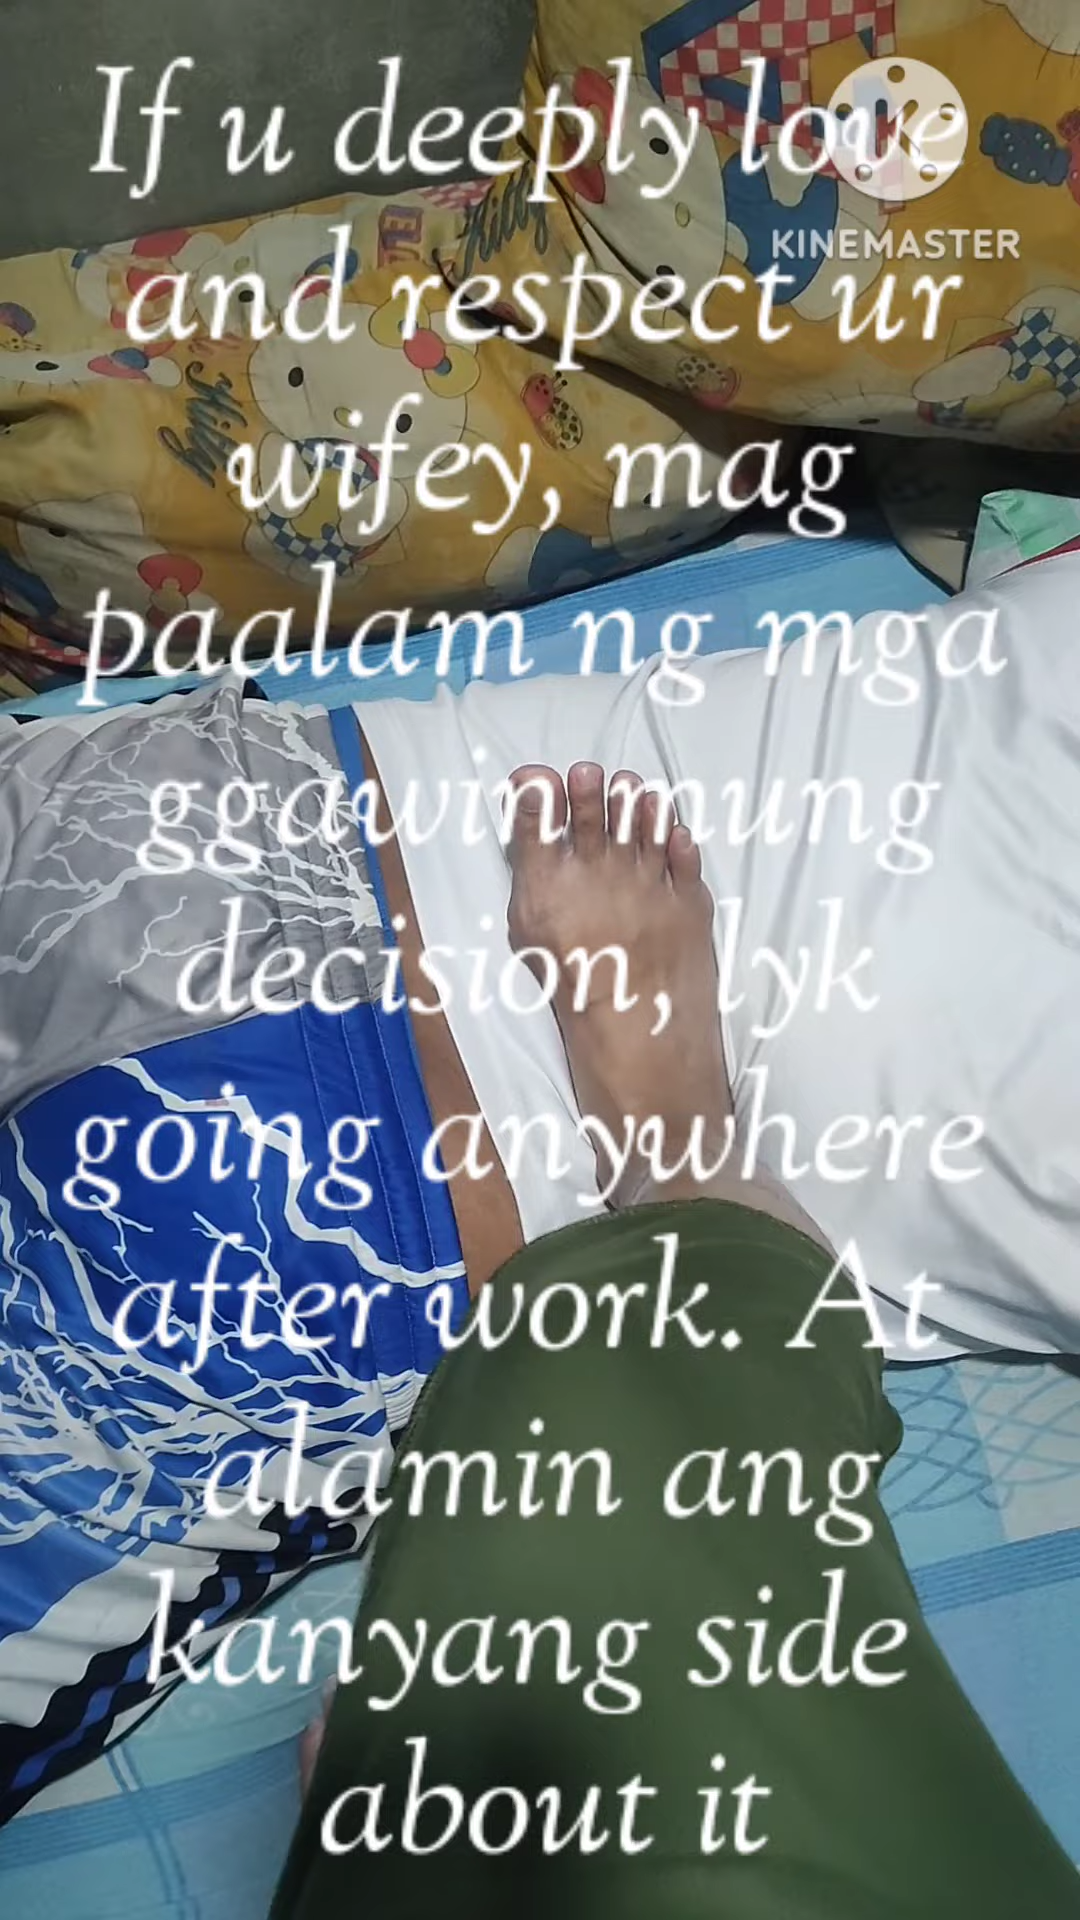 If u deeply love
KINEMASTER
and respect ur
wifey, mag
paalam ng mga
ggawin mung
decision, lyk
going anywhere
after work. At
alamin ang
kanyang side
about it